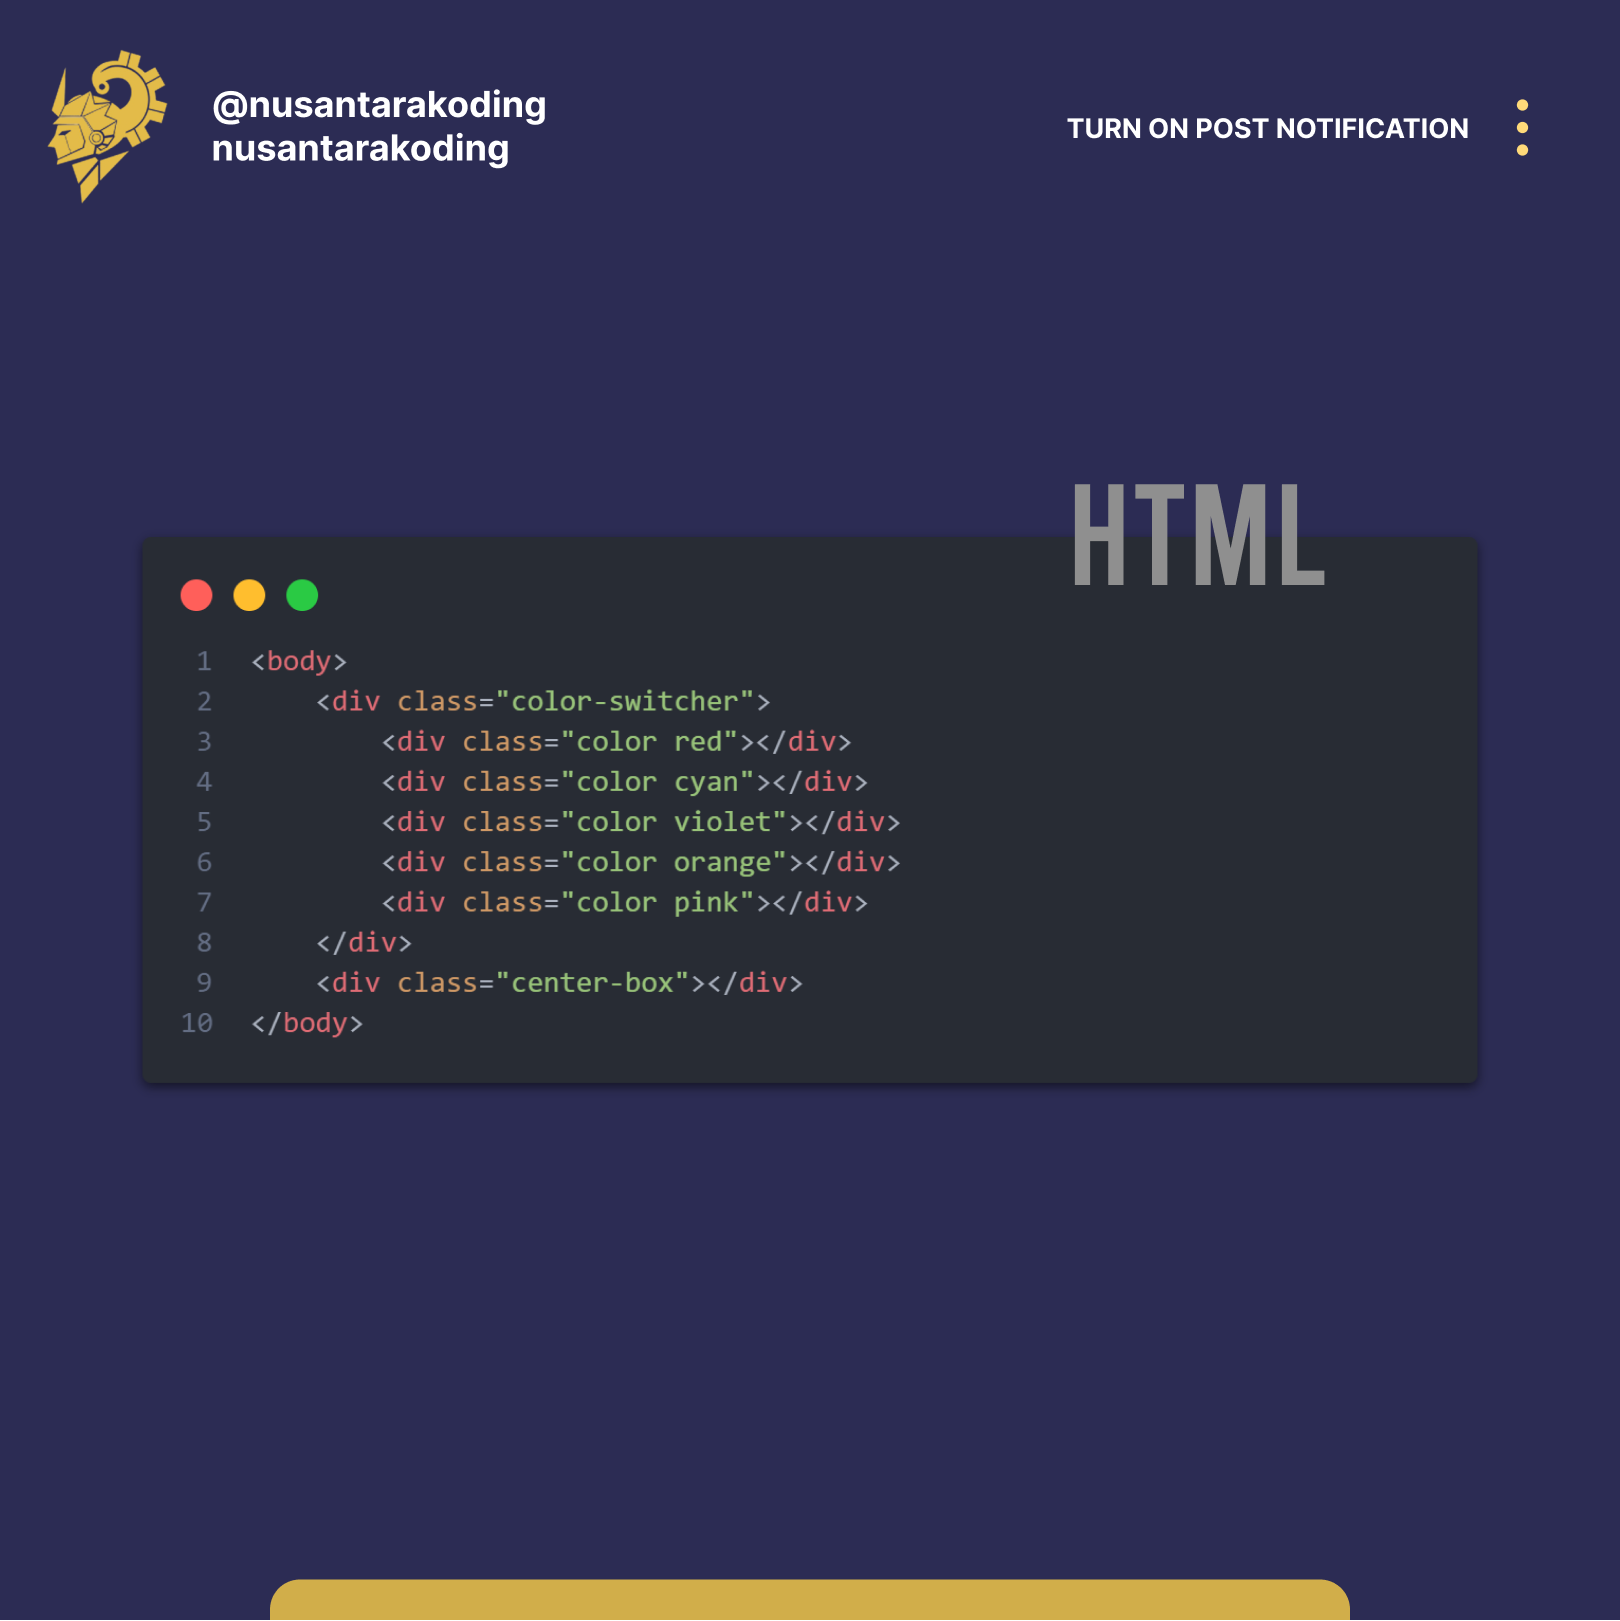 @nusantarakoding
nusantarakoding
TURN ON POST NOTIFICATION
HTML
1 <body>
2     <div class="color-switcher">
3         <div class="color red"></div>
4         <div class="color cyan"></div>
5         <div class="color violet"></div>
6         <div class="color orange"></div>
7         <div class="color pink"></div>
8     </div>
9     <div class="center-box"></div>
10 </body>